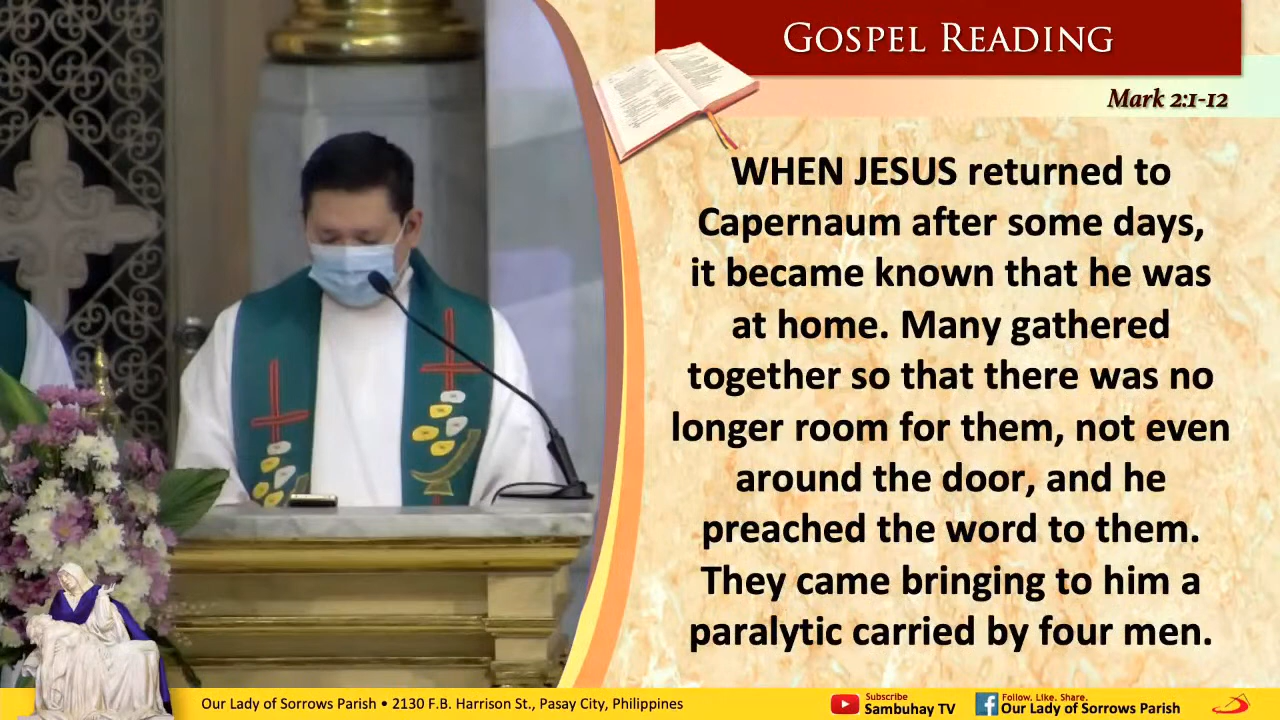 GOSPEL READING
Mark 2:1-12
WHEN JESUS returned to
Capernaum after some days,
it became known that he was
at home. Many gathered
together so that there was no
longer room for them, not even
around the door, and he
preached the word to them.
They came bringing to him a
paralytic carried by four men.
Our Lady of Sorrows Parish • 2130 F.B. Harrison St., Pasay City, Philippines
Subscribe
Sambuhay TV
Follow. Like. Share.
Our Lady of Sorrows Parish